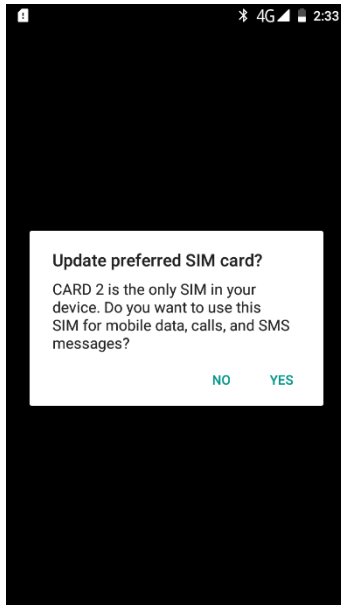 4G 2:33
Update preferred SIM card?
CARD 2 is the only SIM in your
device. Do you want to use this
SIM for mobile data, calls, and SMS
messages?
NO YES